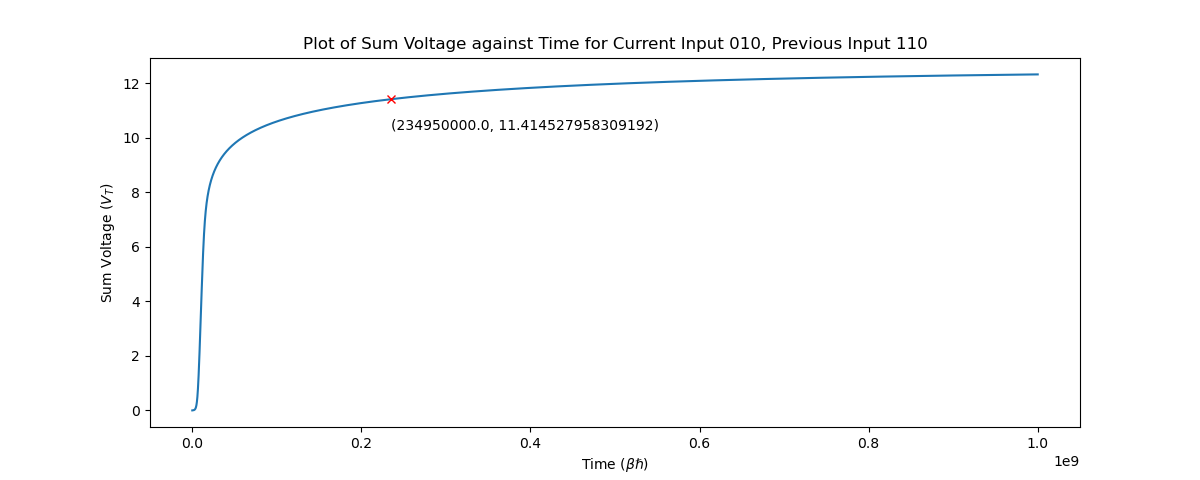 Plot of Sum Voltage against Time for Current Input 010, Previous Input 110
Sum Voltage (V_T)
12
10
8
6
4
2
0
(234950000.0, 11.414527958309192)
0.0 0.2 0.4 0.6 0.8 1.0
1e9
Time (βℏ)